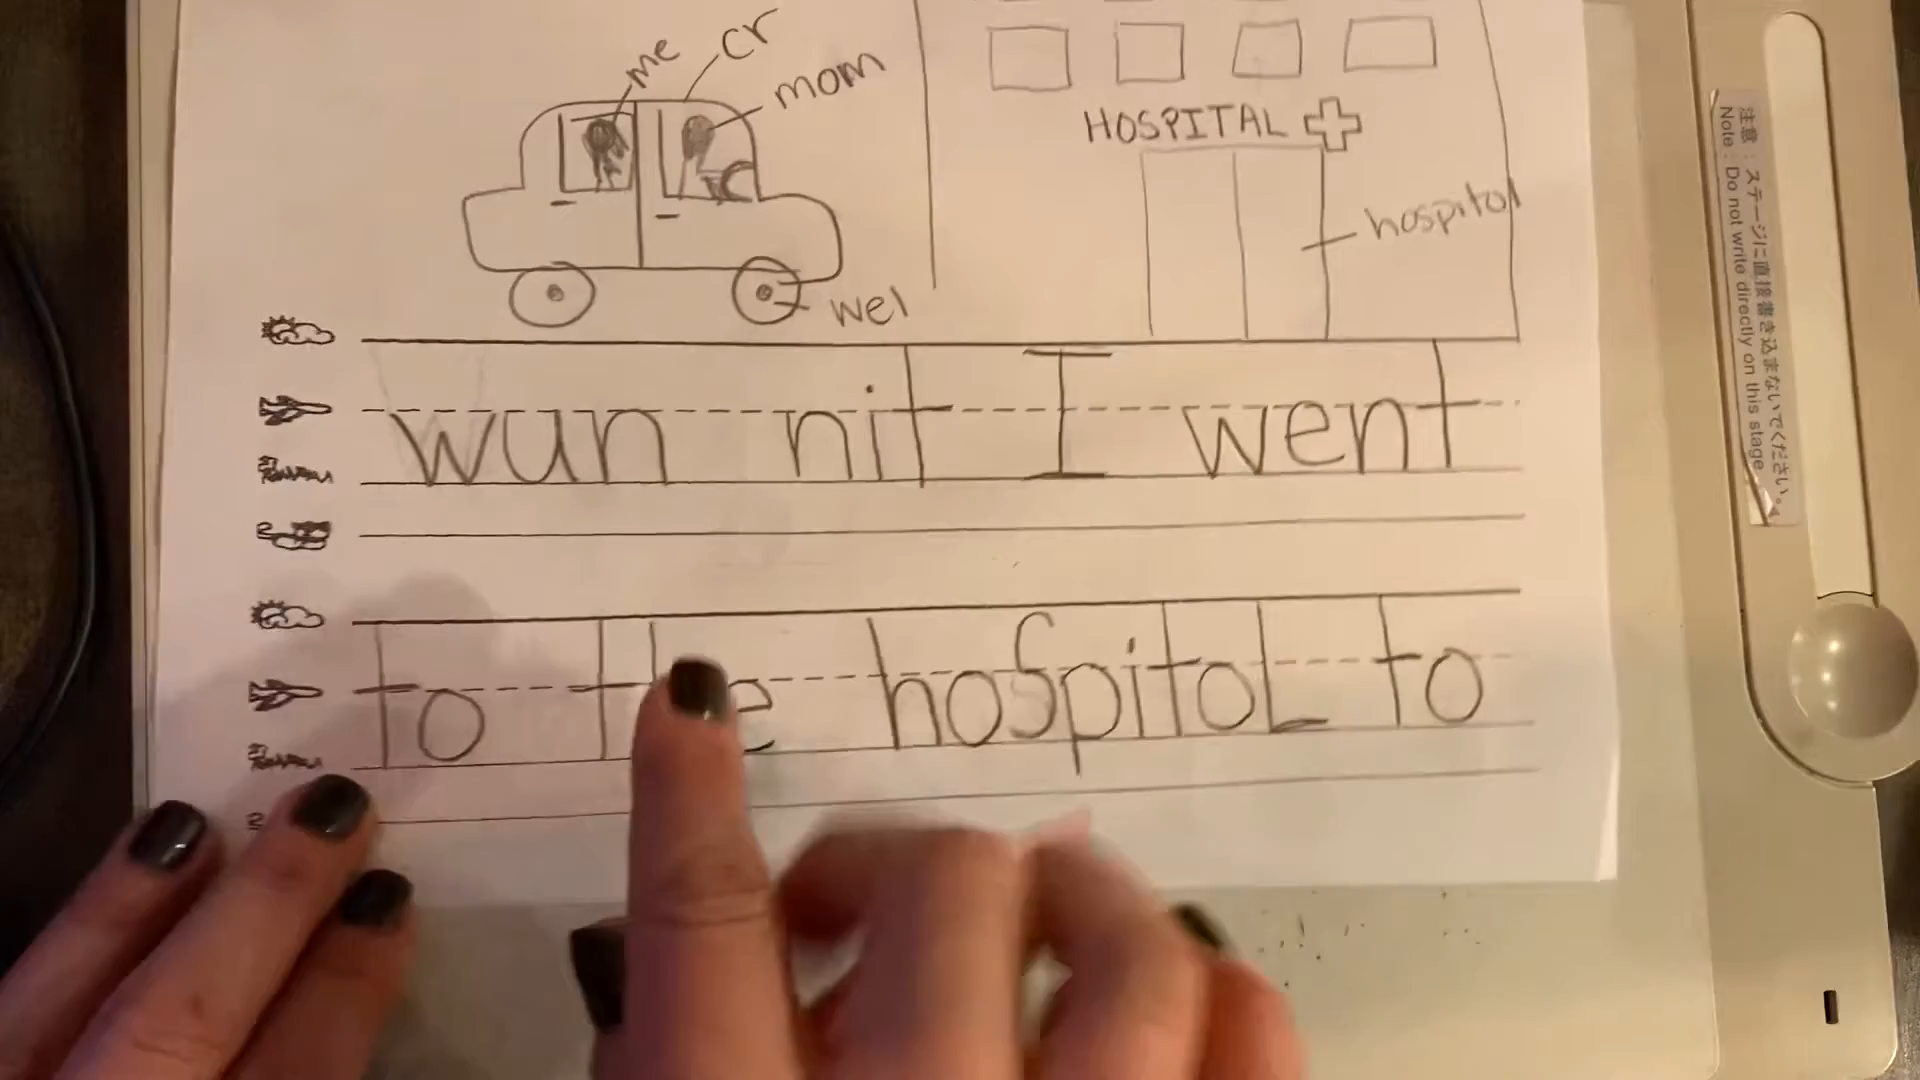 me cr mom
HOSPITAL
hospitol
wel
wun nit I went
to the hospitol to
注意：ステージに直接書き込まないでください。
Note : Do not write directly on this stage